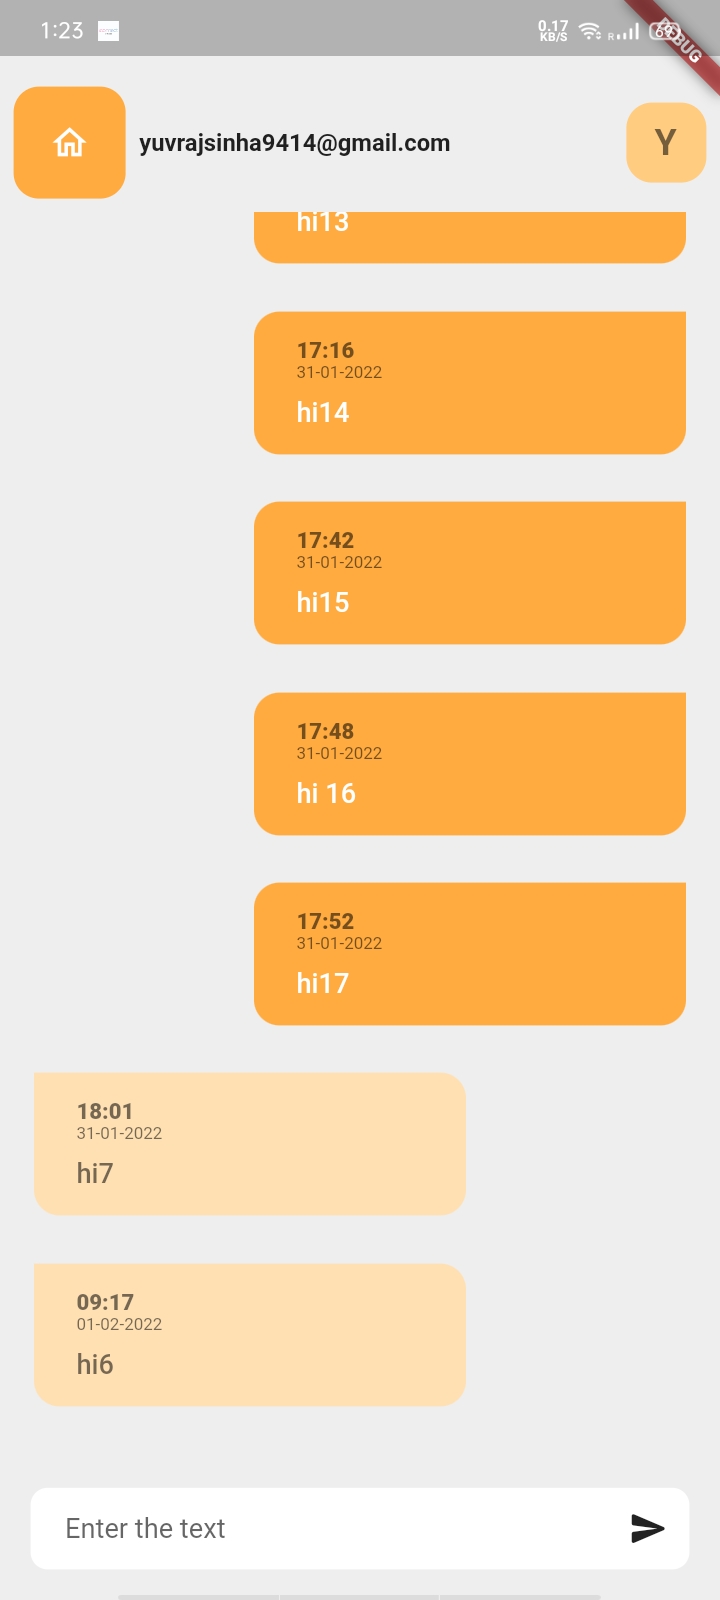 1:23
0.17
KB/S
R
69
DEBUG
yuvrajsinha9414@gmail.com
Y
hi13
17:16
31-01-2022
hi14
17:42
31-01-2022
hi15
17:48
31-01-2022
hi 16
17:52
31-01-2022
hi17
18:01
31-01-2022
hi7
09:17
01-02-2022
hi6
Enter the text